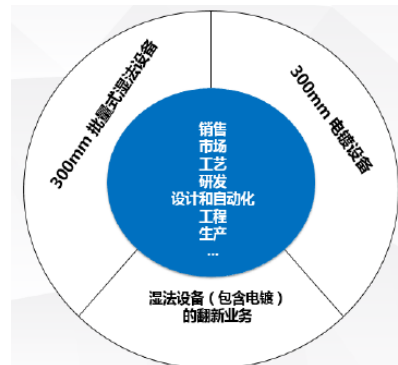 300mm 批量式湿法设备
300mm 电镀设备
销售
市场
工艺
研发
设计和自动化
工程
生产
...
湿法设备（包含电镀）
的翻新业务